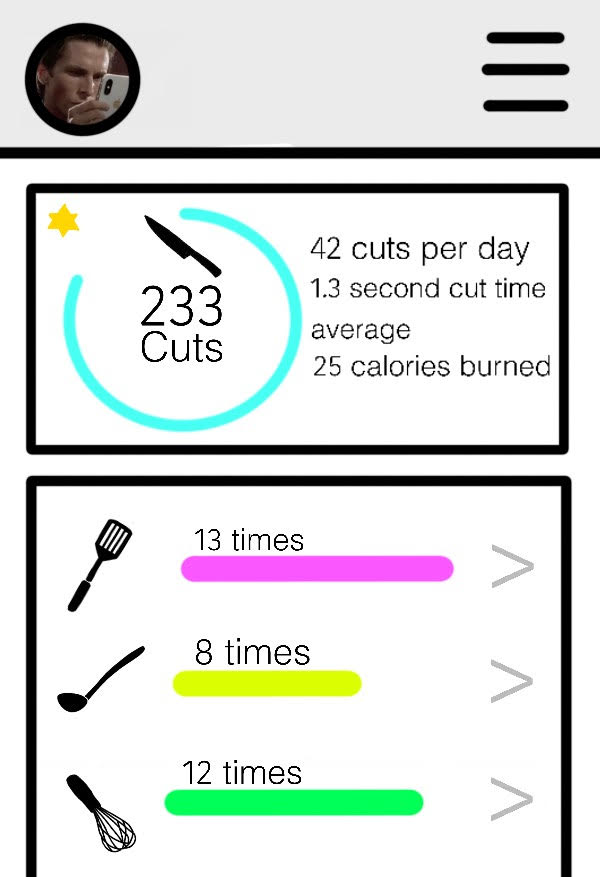 233
Cuts
42 cuts per day
1.3 second cut time
average
25 calories burned
13 times
8 times
12 times